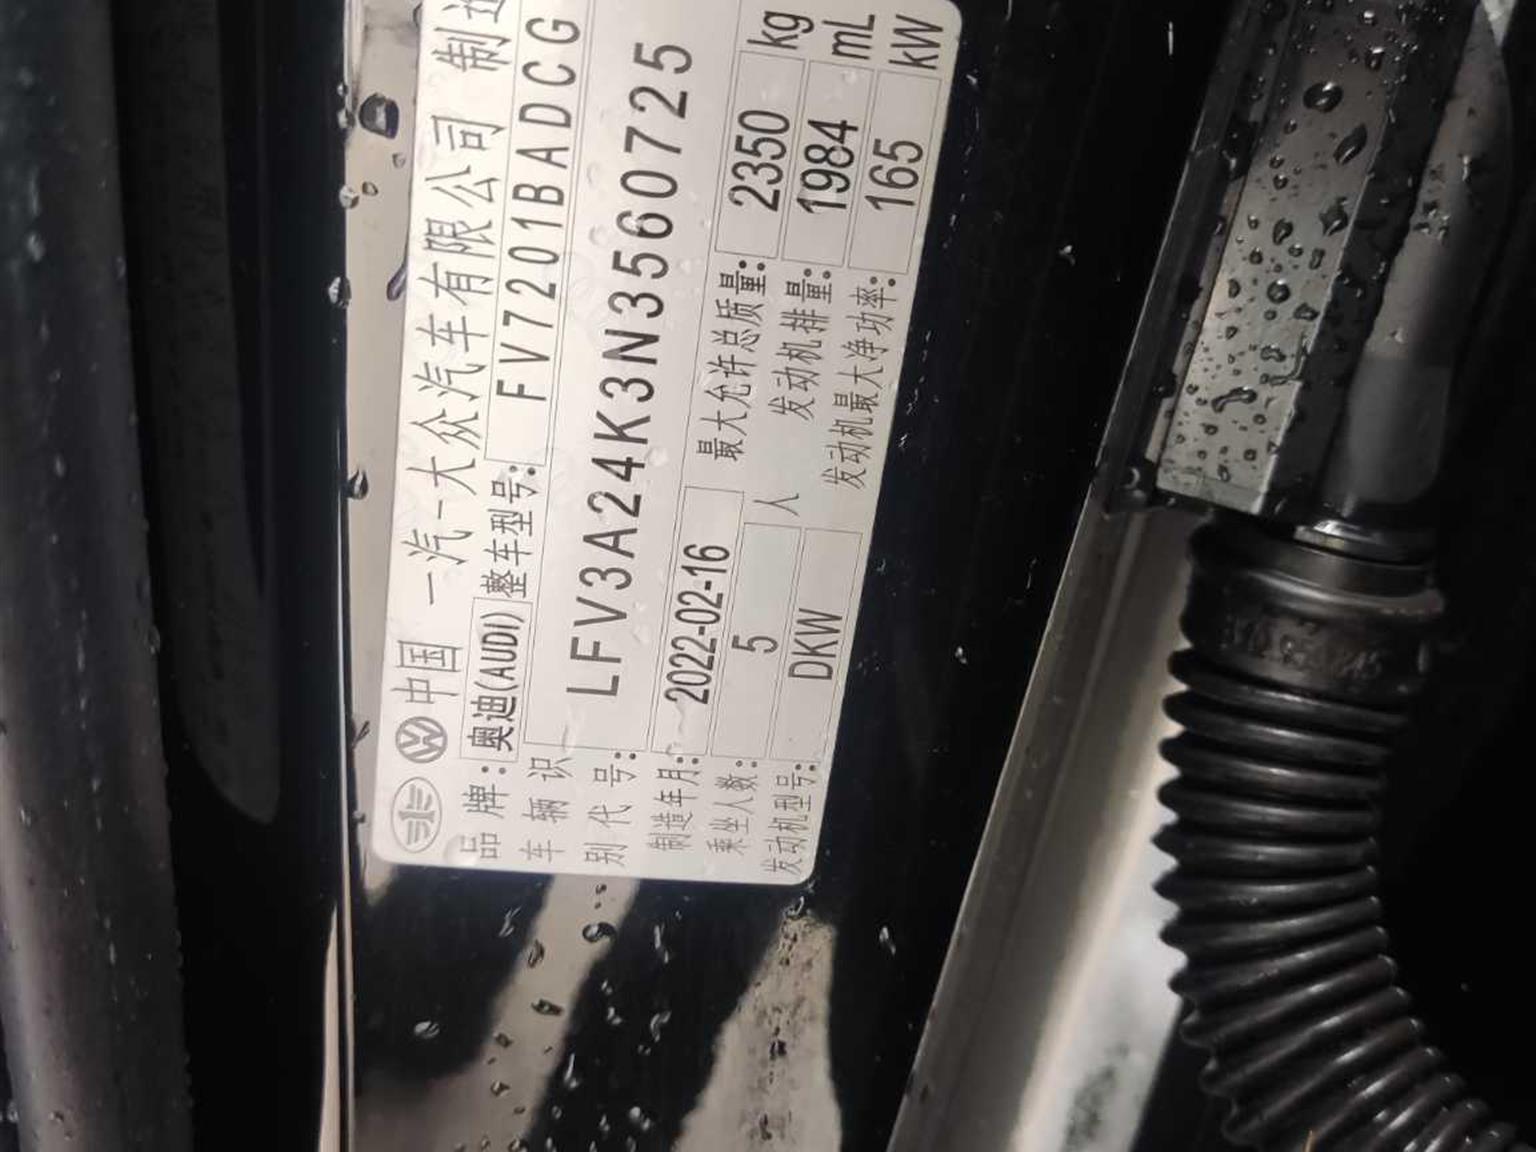 中国 一汽-大众汽车有限公司 制造
品牌: 奥迪(AUDI) 整车型号: FV7201BADCG
车辆识别代号: LFV3A24K3N3560725
制造年月: 2022-02-16 最大允许总质量: 2350 kg
乘坐人数: 5 人 发动机排量: 1984 mL
发动机型号: DKW 发动机最大净功率: 165 kW